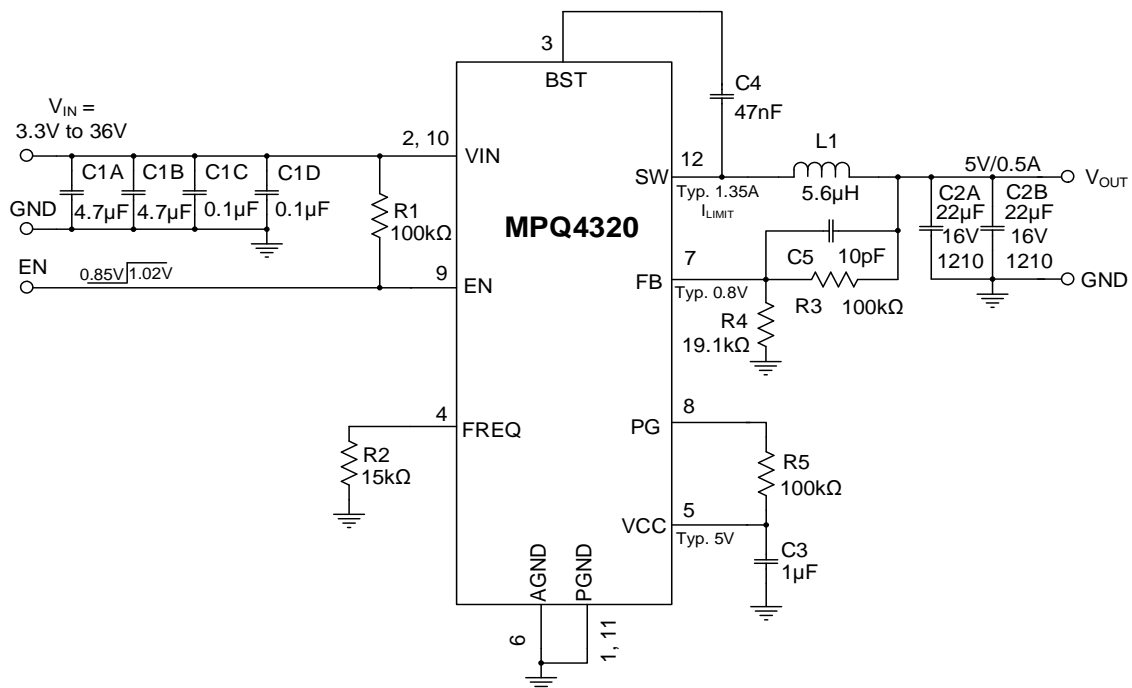 3
BST
C4
47nF
V_IN =
3.3V to 36V
2, 10
VIN
C1A
C1B
C1C
C1D
4.7µF
4.7µF
0.1µF
0.1µF
GND
R1
100kΩ
EN
0.85V
1.02V
9
EN
MPQ4320
12
SW
Typ. 1.35A
I_LIMIT
L1
5.6µH
5V/0.5A
V_OUT
C2A
22µF
16V
1210
C2B
22µF
16V
1210
GND
7
FB
Typ. 0.8V
C5
10pF
R3
100kΩ
R4
19.1kΩ
4
FREQ
R2
15kΩ
8
PG
R5
100kΩ
5
VCC
Typ. 5V
C3
1µF
AGND
PGND
6
1, 11